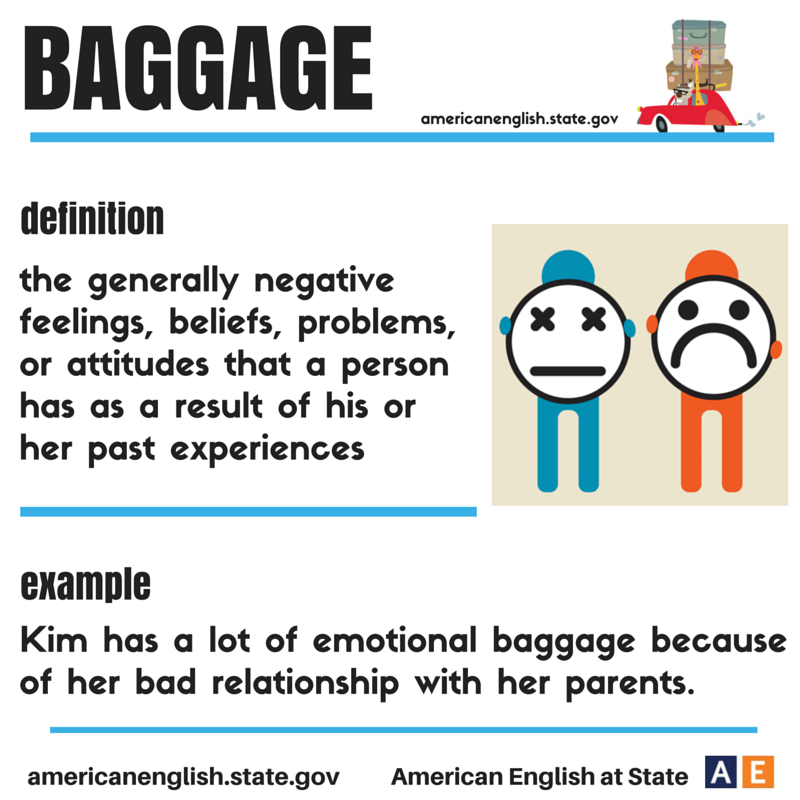 BAGGAGE
americanenglish.state.gov
definition
the generally negative
feelings, beliefs, problems,
or attitudes that a person
has as a result of his or
her past experiences
example
Kim has a lot of emotional baggage because
of her bad relationship with her parents.
americanenglish.state.gov American English at State AE